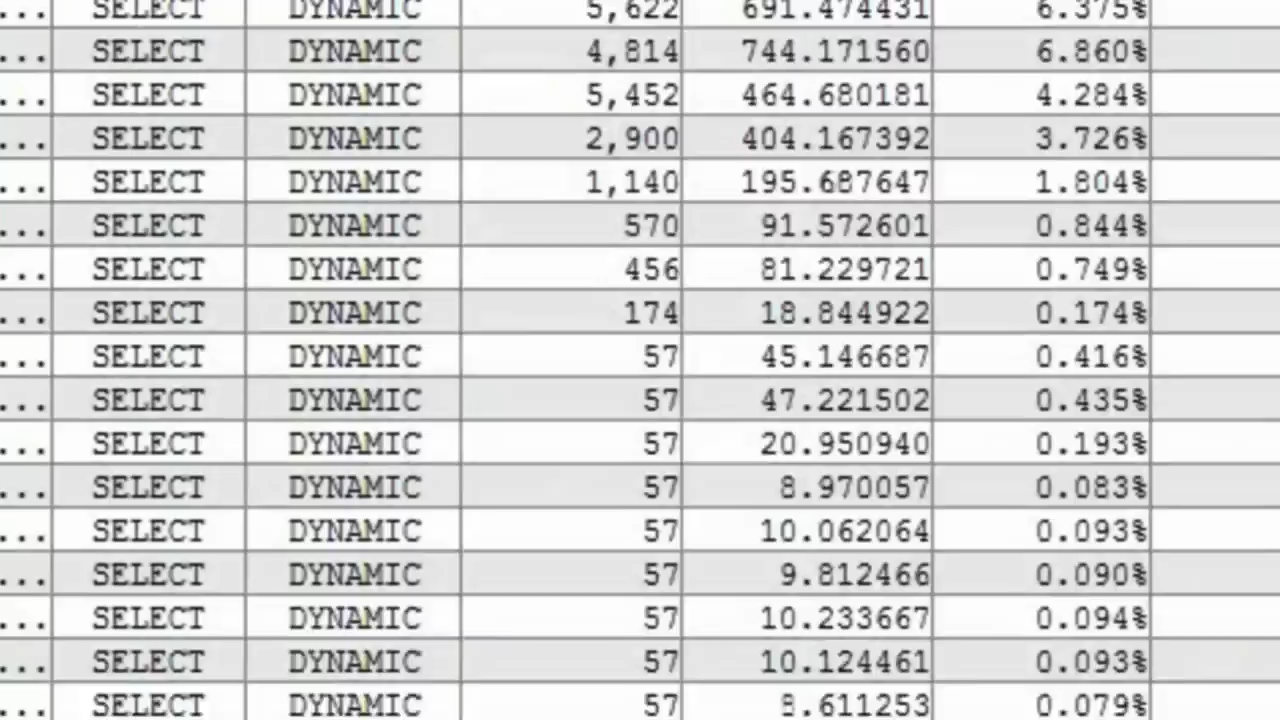 ... SELECT DYNAMIC 5,622 691.474431 6.375%
... SELECT DYNAMIC 4,814 744.171560 6.860%
... SELECT DYNAMIC 5,452 464.680181 4.284%
... SELECT DYNAMIC 2,900 404.167392 3.726%
... SELECT DYNAMIC 1,140 195.687647 1.804%
... SELECT DYNAMIC 570 91.572601 0.844%
... SELECT DYNAMIC 456 81.229721 0.749%
... SELECT DYNAMIC 174 18.844922 0.174%
... SELECT DYNAMIC 57 45.146687 0.416%
... SELECT DYNAMIC 57 47.221502 0.435%
... SELECT DYNAMIC 57 20.950940 0.193%
... SELECT DYNAMIC 57 8.970057 0.083%
... SELECT DYNAMIC 57 10.062064 0.093%
... SELECT DYNAMIC 57 9.812466 0.090%
... SELECT DYNAMIC 57 10.233667 0.094%
... SELECT DYNAMIC 57 10.124461 0.093%
... SELECT DYNAMIC 57 8.611253 0.079%